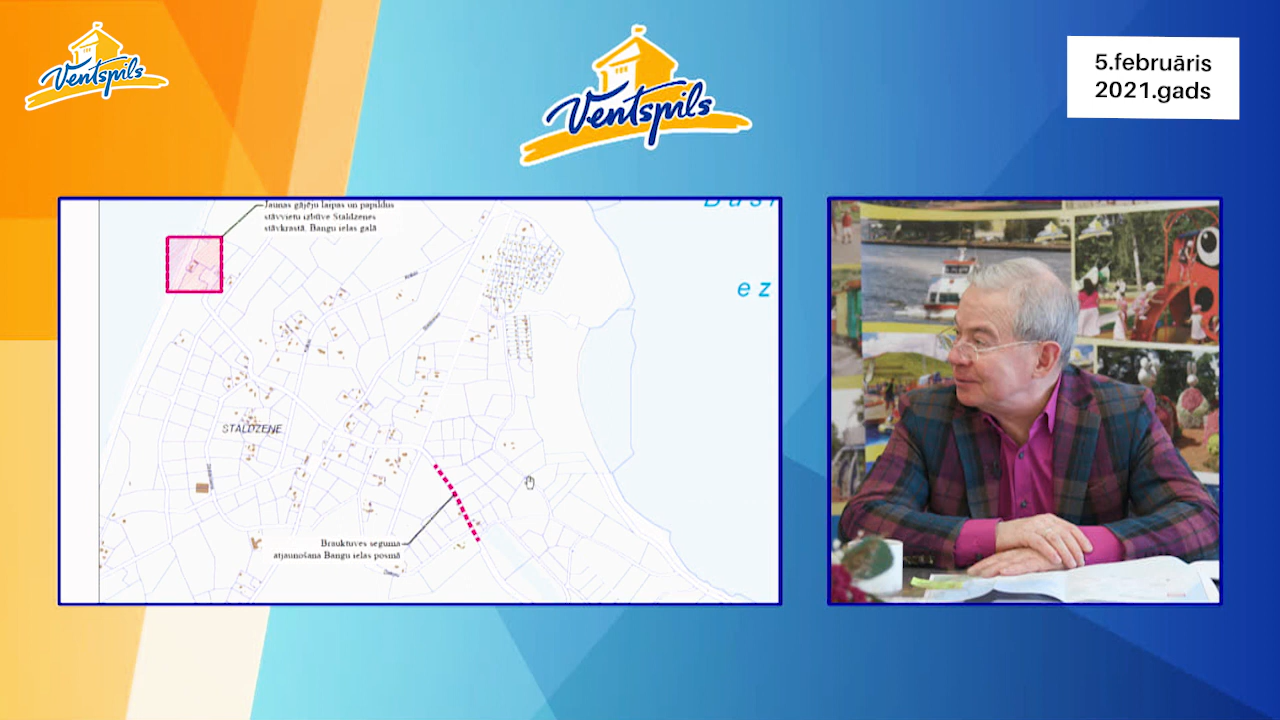 Ventspils
Ventspils
5.februāris
2021.gads
Jaunas gājēju laipas un papildus
stāvvietu izbūve Staldzenes
stāvkrastā, Bangu ielas galā
ez
STALDZENE
Brauktuves seguma
atjaunošana Bangu ielas posmā